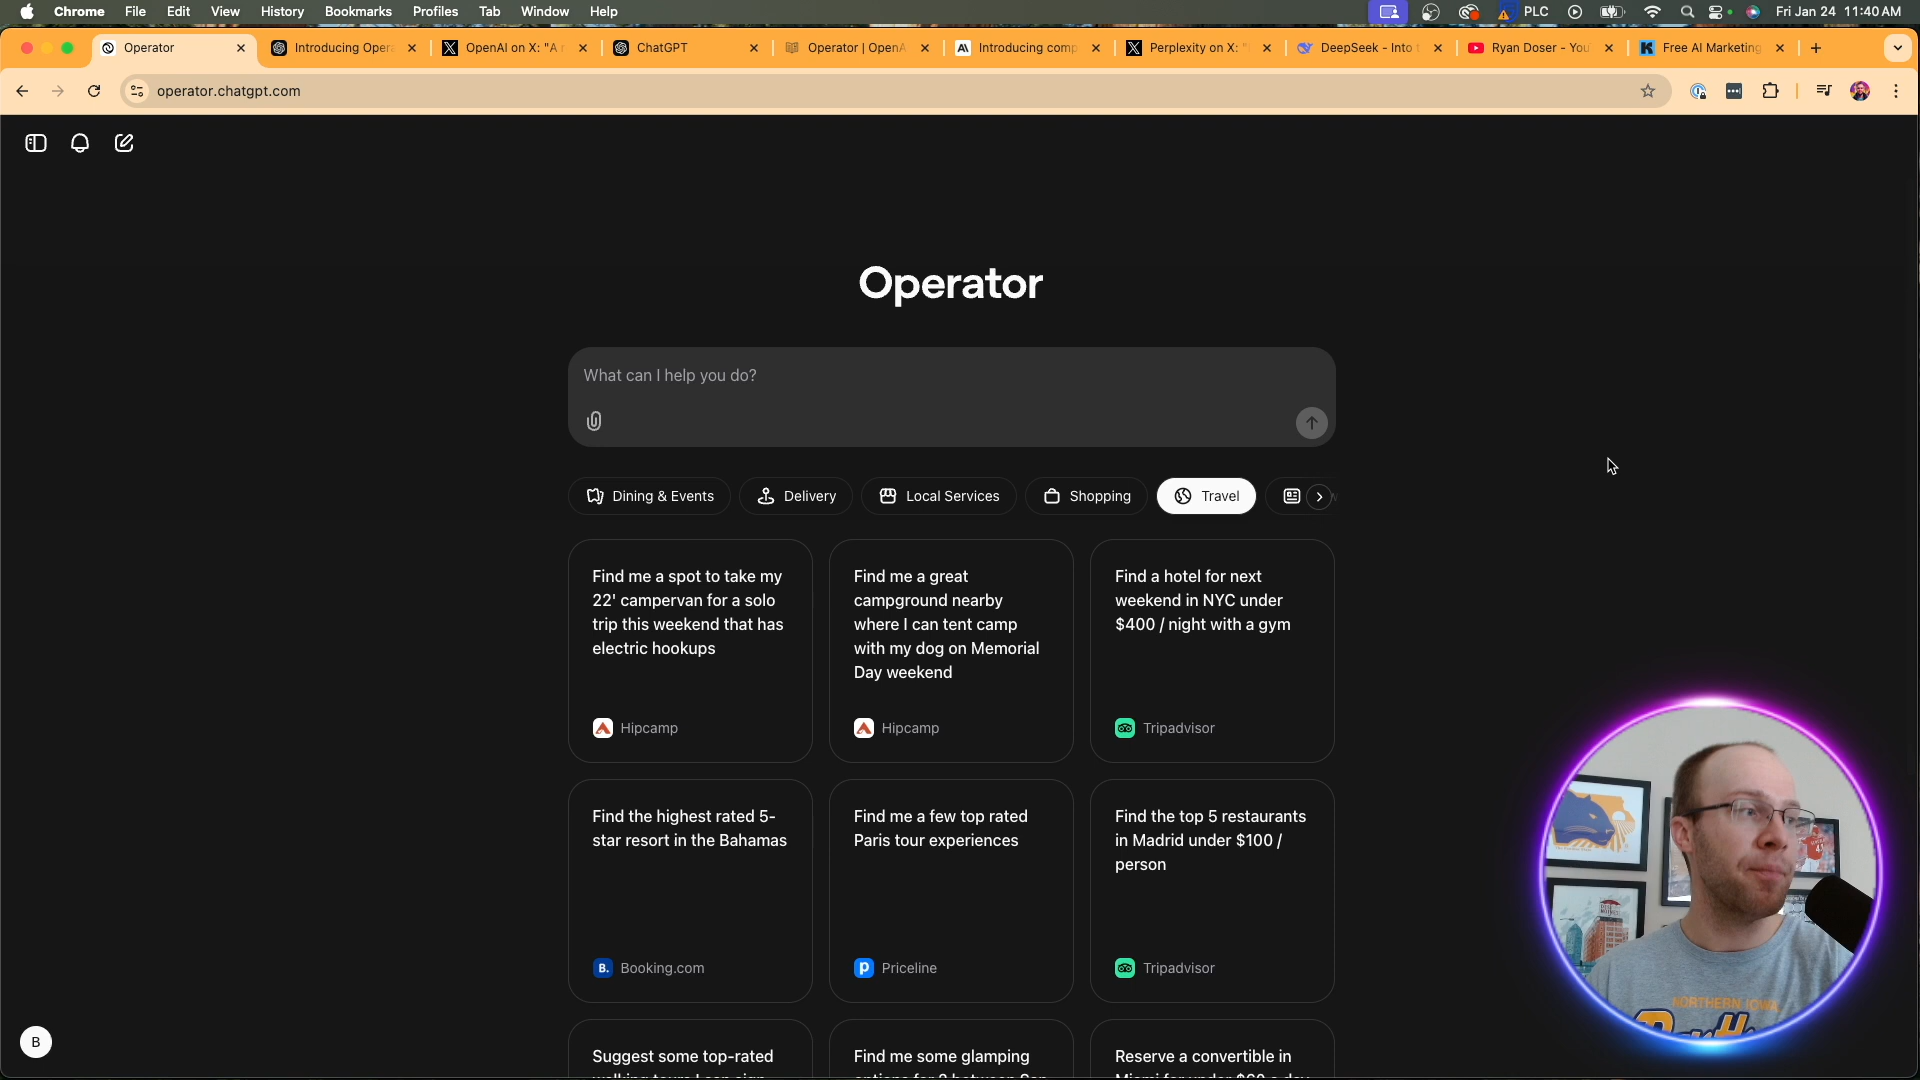 Chrome File Edit View History Bookmarks Profiles Tab Window Help PLC Fri Jan 24 11:40 AM
Operator Introducing Opera OpenAI on X: "A ChatGPT Operator | OpenA Introducing comp Perplexity on X: " DeepSeek - Into Ryan Doser - You Free AI Marketing
operator.chatgpt.com
Operator
What can I help you do?
Dining & Events Delivery Local Services Shopping Travel
Find me a spot to take my
22' campervan for a solo
trip this weekend that has
electric hookups
Hipcamp
Find me a great
campground nearby
where I can tent camp
with my dog on Memorial
Day weekend
Hipcamp
Find a hotel for next
weekend in NYC under
$400 / night with a gym
Tripadvisor
Find the highest rated 5-
star resort in the Bahamas
B. Booking.com
Find me a few top rated
Paris tour experiences
p Priceline
Find the top 5 restaurants
in Madrid under $100 /
person
Tripadvisor
Suggest some top-rated
Find me some glamping
Reserve a convertible in
B
NORTHERN IOWA